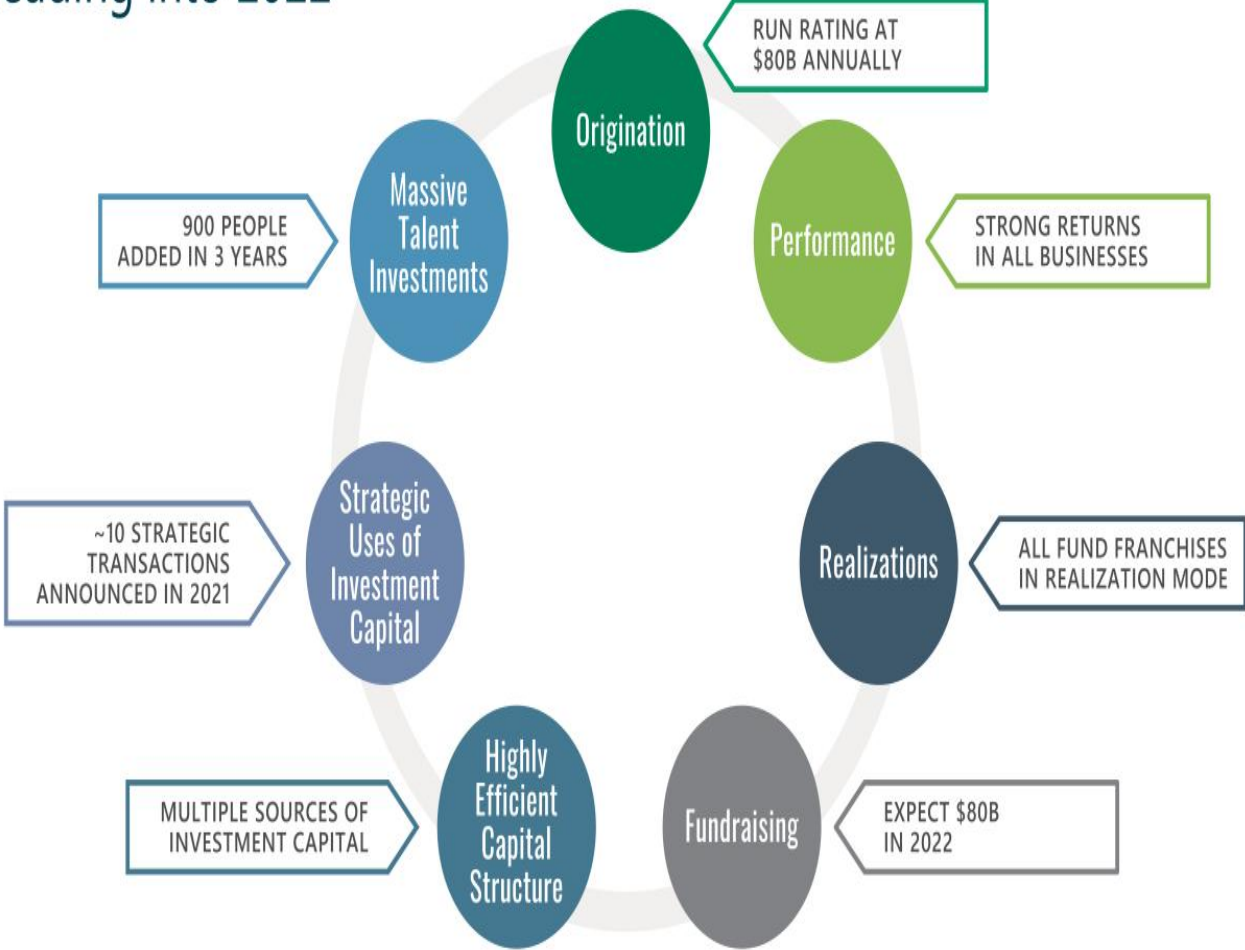 into 2022
RUN RATING AT
$80B ANNUALLY
Origination
Massive
Talent
Investments
900 PEOPLE
ADDED IN 3 YEARS
Performance
STRONG RETURNS
IN ALL BUSINESSES
Strategic
Uses of
Investment
Capital
~10 STRATEGIC
TRANSACTIONS
ANNOUNCED IN 2021
Realizations
ALL FUND FRANCHISES
IN REALIZATION MODE
Highly
Efficient
Capital
Structure
MULTIPLE SOURCES OF
INVESTMENT CAPITAL
Fundraising
EXPECT $80B
IN 2022